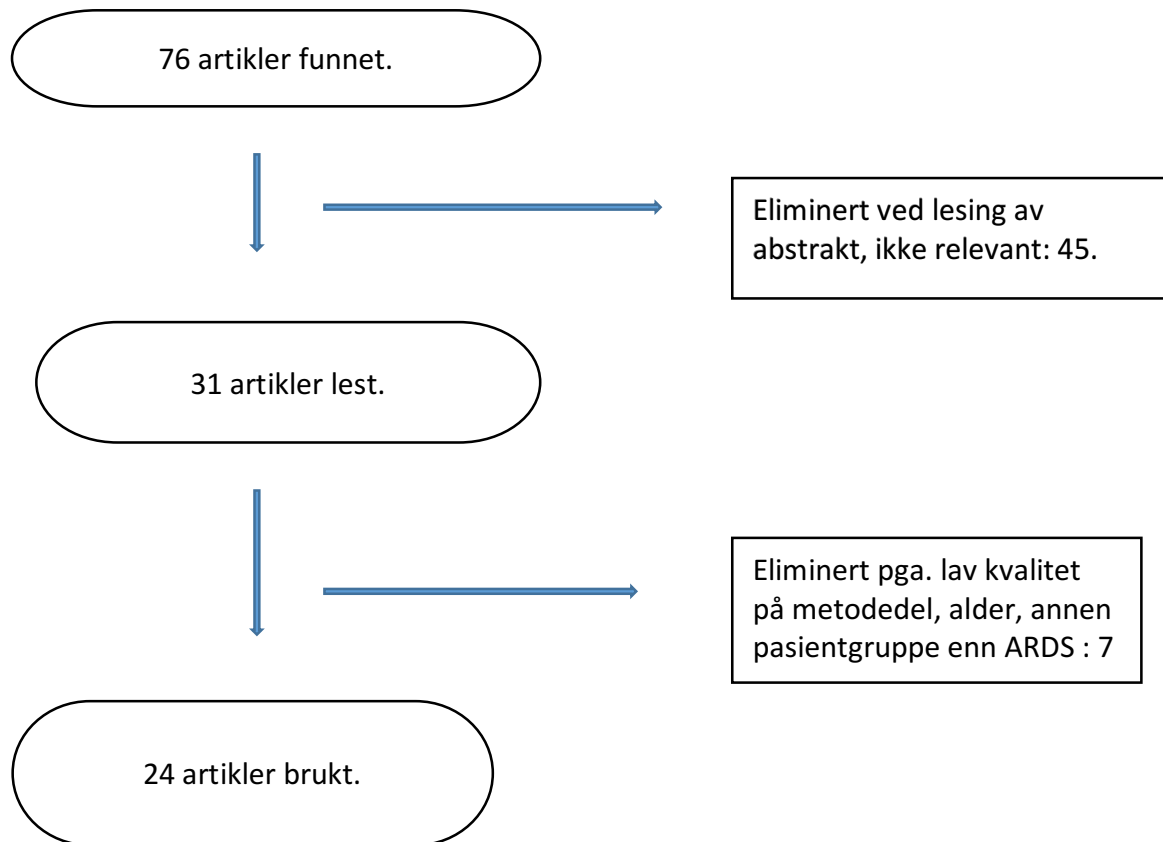 76 artikler funnet.
Eliminert ved lesing av
abstrakt, ikke relevant: 45.
31 artikler lest.
Eliminert pga. lav kvalitet
på metodedel, alder, annen
pasientgruppe enn ARDS : 7
24 artikler brukt.